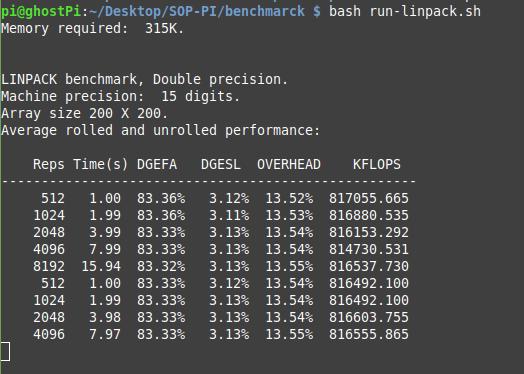 pi@ghostPi:~/Desktop/SOP-PI/benchmarck $ bash run-linpack.sh
Memory required:  315K.
LINPACK benchmark, Double precision.
Machine precision:  15 digits.
Array size 200 X 200.
Average rolled and unrolled performance:
    Reps Time(s) DGEFA   DGESL  OVERHEAD    KFLOPS
----------------------------------------------------
     512   1.00  83.36%   3.12%  13.52%  817055.665
    1024   1.99  83.36%   3.11%  13.53%  816880.535
    2048   3.99  83.33%   3.13%  13.54%  816153.292
    4096   7.99  83.33%   3.13%  13.54%  814730.531
    8192  15.94  83.32%   3.13%  13.55%  816537.730
     512   1.00  83.33%   3.12%  13.54%  816492.100
    1024   1.99  83.33%   3.13%  13.54%  816492.100
    2048   3.98  83.33%   3.13%  13.54%  816603.755
    4096   7.97  83.33%   3.13%  13.55%  816555.865